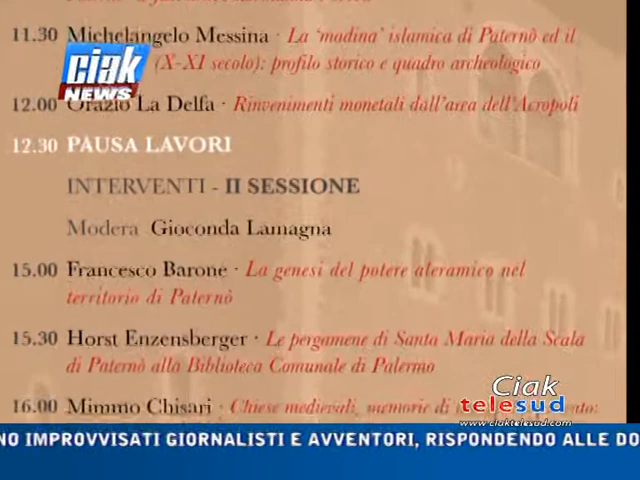 11.30 Michelangelo Messina · La 'madina' islamica di Paternò ed il
(X-XI secolo): profilo storico e quadro archeologico
ciak
NEWS
12.00 Orazio La Delfa · Rinvenimenti monetali dall'area dell'Acropoli
12.30 PAUSA LAVORI
INTERVENTI - II SESSIONE
Modera Gioconda Lamagna
15.00 Francesco Barone · La genesi del potere aleramico nel
territorio di Paternò
15.30 Horst Enzensberger · Le pergamene di Santa Maria della Scala
di Paternò alla Biblioteca Comunale di Palermo
16.00 Mimmo Chisari · Chiese medievali, memorie di
Ciak
telesud
www.ciaktelesud.com
NO IMPROVVISATI GIORNALISTI E AVVENTORI, RISPONDENDO ALLE DO